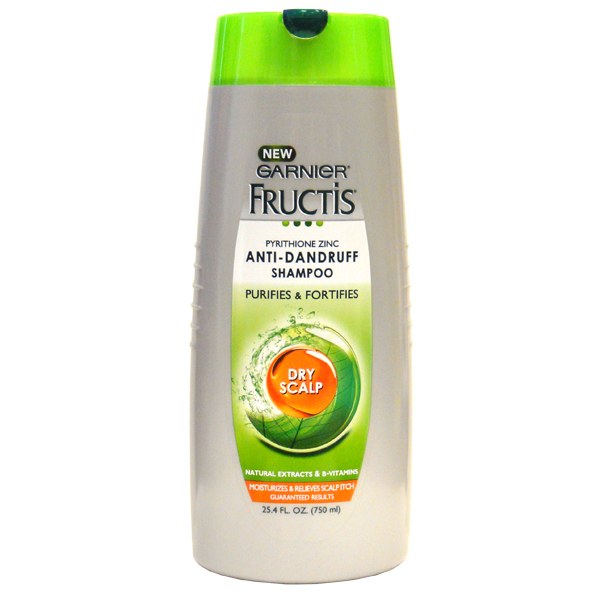 NEW
GARNIER
FRUCTIS
PYRITHIONE ZINC
ANTI-DANDRUFF
SHAMPOO
PURIFIES & FORTIFIES
DRY
SCALP
NATURAL EXTRACTS & B-VITAMINS
MOISTURIZES & RELIEVES SCALP ITCH
GUARANTEED RESULTS
25.4 FL. OZ. (750 ml)